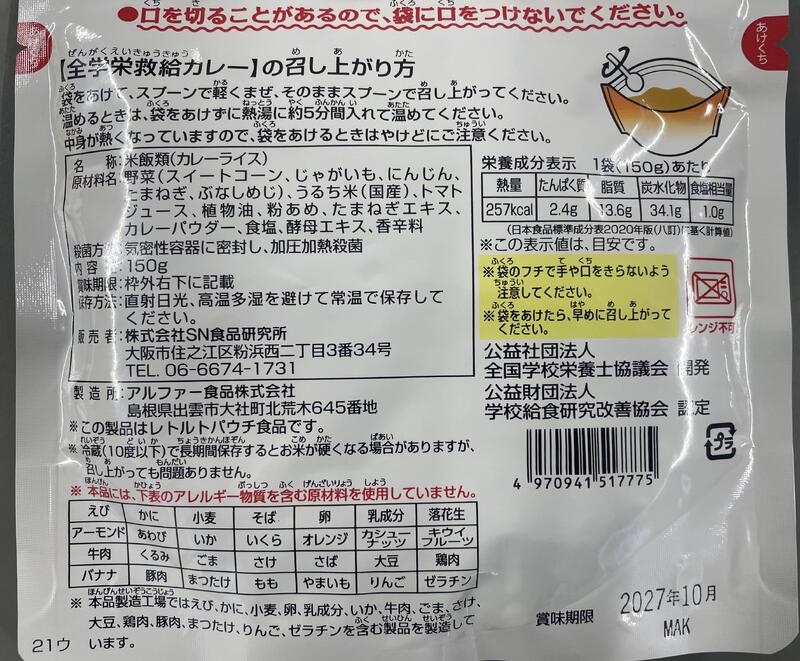 ●口を切ることがあるので、袋に口をつけないでください。
あけくち
【全学栄救給カレー】の召し上がり方
袋をあけて、スプーンで軽くまぜ、そのままスプーンで召し上がってください。
温めるときは、袋をあけずに熱湯に約5分間入れて温めてください。
中身が熱くなっていますので、袋をあけるときはやけどにご注意ください。
名 称:米飯類(カレーライス)
原材料名:野菜(スイートコーン、じゃがいも、にんじん、
たまねぎ、ぶなしめじ)、うるち米(国産)、トマト
ジュース、植物油、粉あめ、たまねぎエキス、
カレーパウダー、食塩、酵母エキス、香辛料
殺菌方法:気密性容器に密封し、加圧加熱殺菌
内 容 量:150g
賞味期限:枠外右下に記載
保存方法:直射日光、高温多湿を避けて常温で保存して
ください。
販 売 者:株式会社SN食品研究所
大阪市住之江区粉浜西二丁目3番34号
TEL. 06-6674-1731
製 造 所:アルファー食品株式会社
島根県出雲市大社町北荒木645番地
※この製品はレトルトパウチ食品です。
※冷蔵(10度以下)で長期間保存するとお米が硬くなる場合がありますが、
召し上がっても問題ありません。
※本品には、下表のアレルギー物質を含む原材料を使用していません。
えび かに 小麦 そば 卵 乳成分 落花生
アーモンド あわび いか いくら オレンジ カシューナッツ キウイフルーツ
牛肉 くるみ ごま さけ さば 大豆 鶏肉
バナナ 豚肉 まつたけ もも やまいも りんご ゼラチン
※本品製造工場ではえび、かに、小麦、卵、乳成分、いか、牛肉、ごま、さけ、
大豆、鶏肉、豚肉、まつたけ、りんご、ゼラチンを含む製品を製造して
います。
21ウ
栄養成分表示 1袋(150g)あたり
熱量 たんぱく質 脂質 炭水化物 食塩相当量
257kcal 2.4g 13.6g 34.1g 1.0g
(日本食品標準成分表2020年版(八訂)に基く計算値)
※この表示値は、目安です。
※袋のフチで手や口をきらないよう
注意してください。
※袋をあけたら、早めに召し上がって
ください。
レンジ不可
公益社団法人
全国学校栄養士協議会 開発
公益財団法人
学校給食研究改善協会 認定
4 970941 517775
プラ
賞味期限 2027年10月
MAK